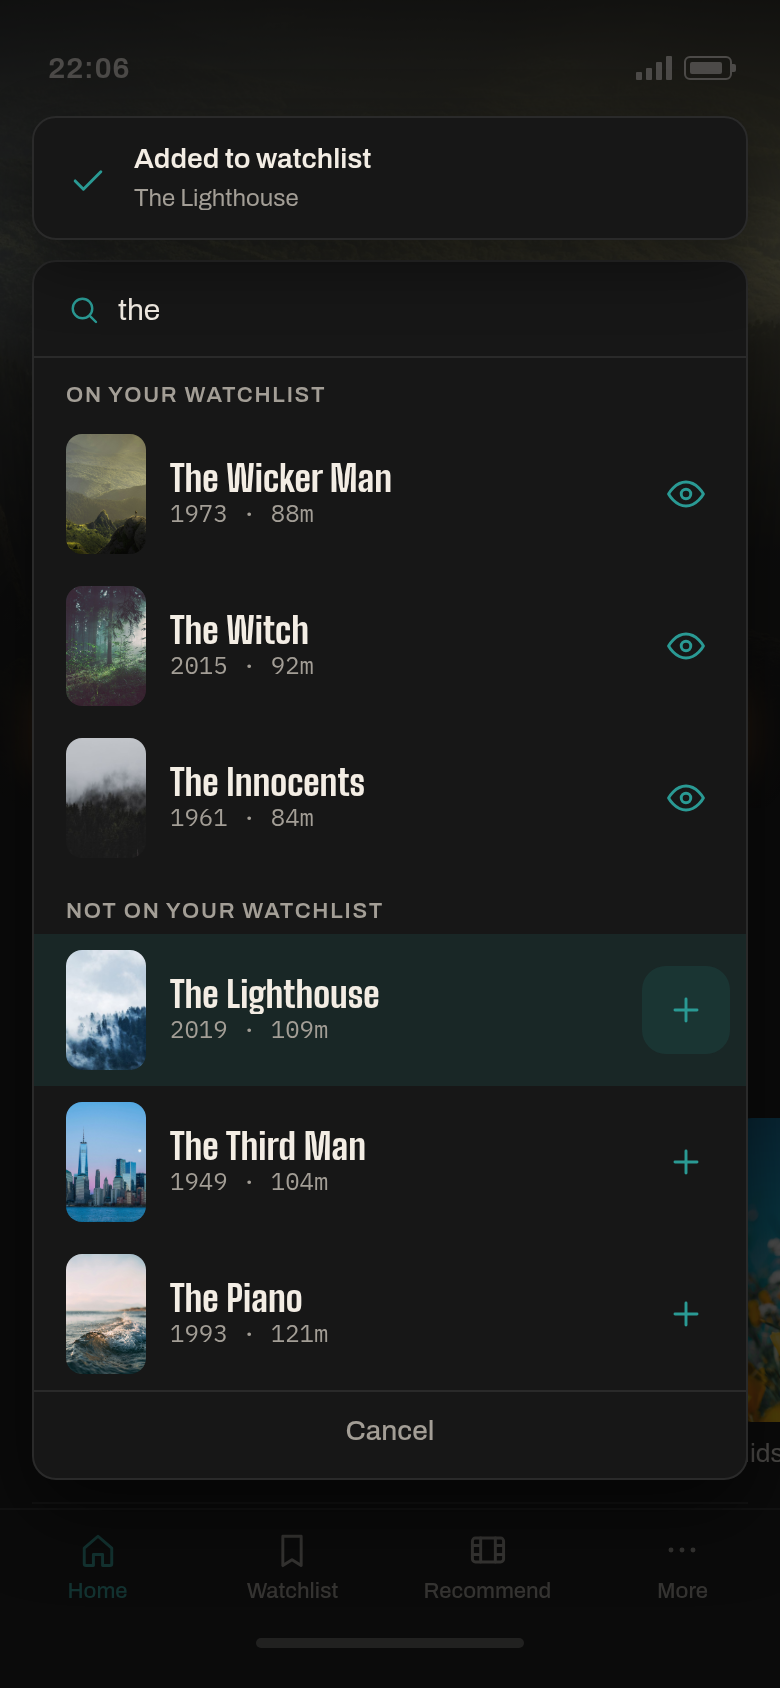 22:06
Added to watchlist
The Lighthouse
the
ON YOUR WATCHLIST
The Wicker Man
1973 · 88m
The Witch
2015 · 92m
The Innocents
1961 · 84m
NOT ON YOUR WATCHLIST
The Lighthouse
2019 · 109m
The Third Man
1949 · 104m
The Piano
1993 · 121m
Cancel
ids
Home
Watchlist
Recommend
More